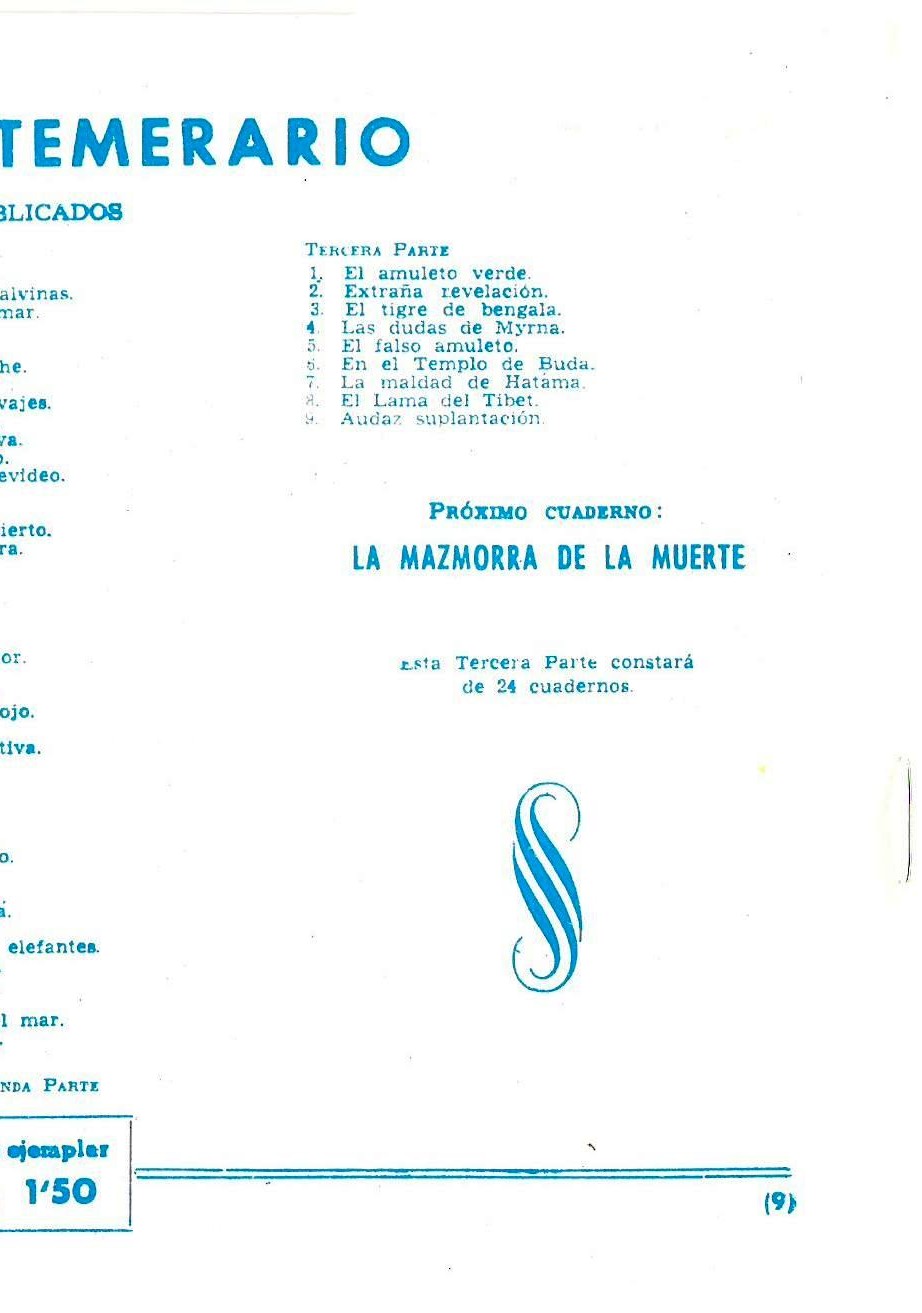 TEMERARIO
BLICADOS
alvinas.
mar.
he.
vajes.
va.
o.
evideo.
ierto.
ra.
or.
ojo.
tiva.
o.
a.
elefantes.
l mar.
NDA PARTE
ejemplar
1'50
TERCERA PARTE
1. El amuleto verde.
2. Extraña revelación.
3. El tigre de bengala.
4. Las dudas de Myrna.
5. El falso amuleto.
6. En el Templo de Buda.
7. La maldad de Hatama.
8. El Lama del Tibet.
9. Audaz suplantación.
PRÓXIMO CUADERNO:
LA MAZMORRA DE LA MUERTE
Esta Tercera Parte constará
de 24 cuadernos.
(9)